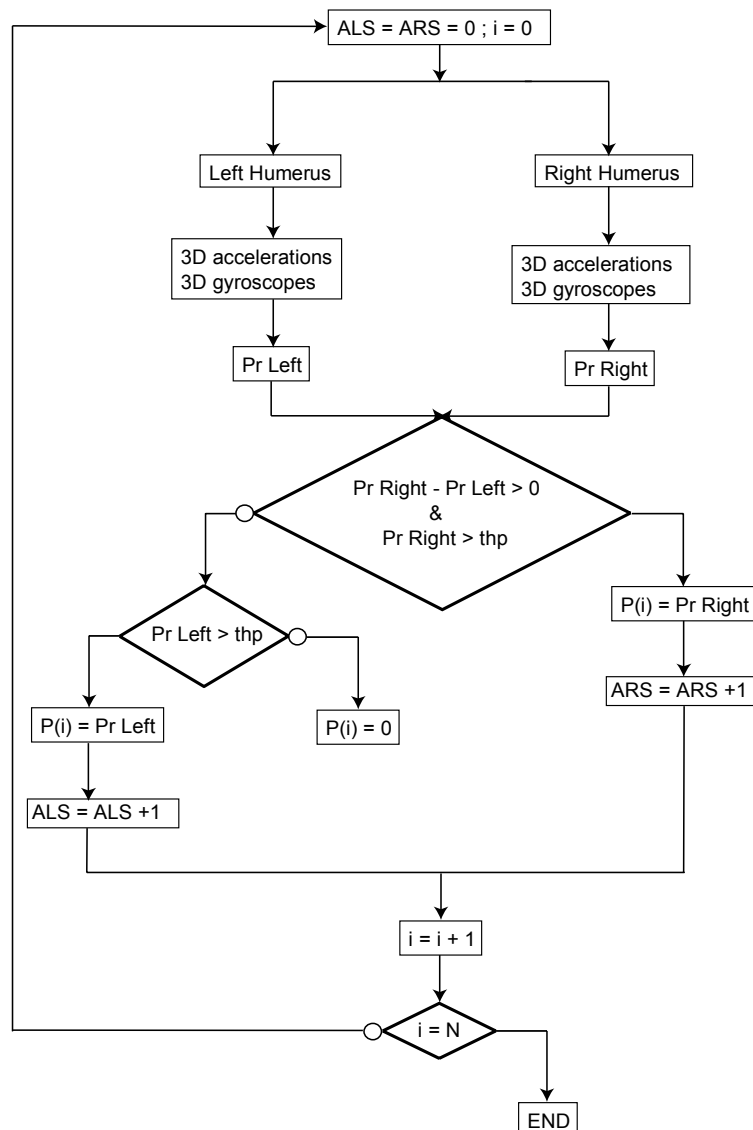 ALS = ARS = 0 ; i = 0
Left Humerus
Right Humerus
3D accelerations
3D gyroscopes
3D accelerations
3D gyroscopes
Pr Left
Pr Right
Pr Right - Pr Left > 0
&
Pr Right > thp
P(i) = Pr Right
Pr Left > thp
ARS = ARS +1
P(i) = Pr Left
P(i) = 0
ALS = ALS +1
i = i + 1
i = N
END